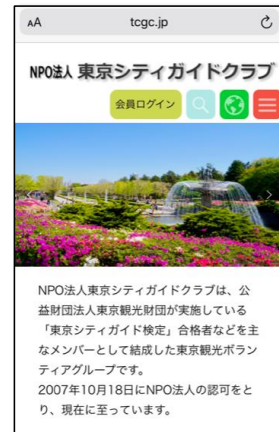 AA
tcgc.jp
NPO法人 東京シティガイドクラブ
会員ログイン
NPO法人東京シティガイドクラブは、公
益財団法人東京観光財団が実施している
「東京シティガイド検定」合格者などを主
なメンバーとして結成した東京観光ボラン
ティアグループです。
2007年10月18日にNPO法人の認可をと
り、現在に至っています。